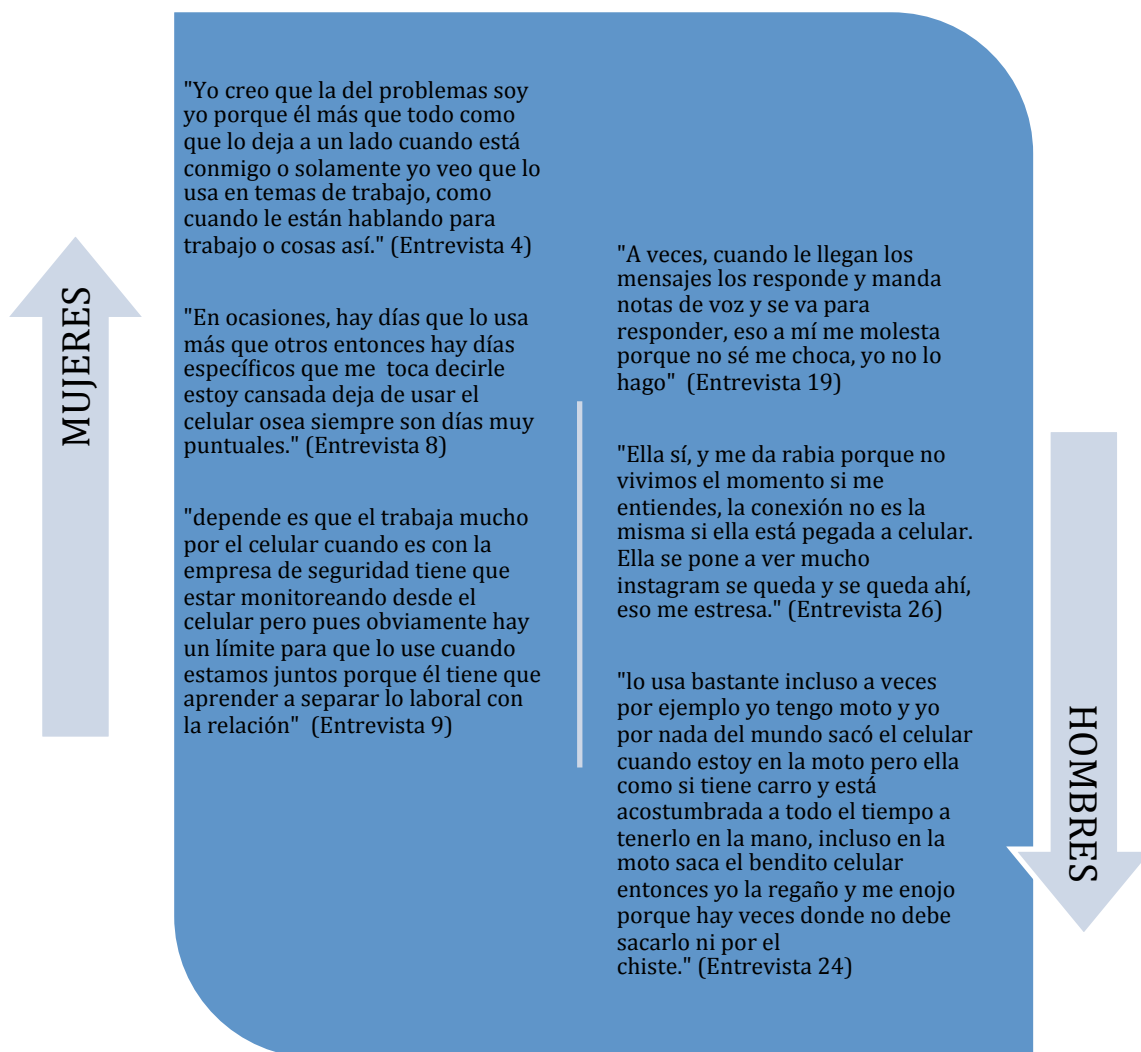 MUJERES
"Yo creo que la del problemas soy
yo porque él más que todo como
que lo deja a un lado cuando está
conmigo o solamente yo veo que lo
usa en temas de trabajo, como
cuando le están hablando para
trabajo o cosas así." (Entrevista 4)
"En ocasiones, hay días que lo usa
más que otros entonces hay días
específicos que me  toca decirle
estoy cansada deja de usar el
celular osea siempre son días muy
puntuales." (Entrevista 8)
"depende es que el trabaja mucho
por el celular cuando es con la
empresa de seguridad tiene que
estar monitoreando desde el
celular pero pues obviamente hay
un límite para que lo use cuando
estamos juntos porque él tiene que
aprender a separar lo laboral con
la relación"  (Entrevista 9)
"A veces, cuando le llegan los
mensajes los responde y manda
notas de voz y se va para
responder, eso a mí me molesta
porque no sé me choca, yo no lo
hago"  (Entrevista 19)
"Ella sí, y me da rabia porque no
vivimos el momento si me
entiendes, la conexión no es la
misma si ella está pegada a celular.
Ella se pone a ver mucho
instagram se queda y se queda ahí,
eso me estresa." (Entrevista 26)
"lo usa bastante incluso a veces
por ejemplo yo tengo moto y yo
por nada del mundo sacó el celular
cuando estoy en la moto pero ella
como si tiene carro y está
acostumbrada a todo el tiempo a
tenerlo en la mano, incluso en la
moto saca el bendito celular
entonces yo la regaño y me enojo
porque hay veces donde no debe
sacarlo ni por el
chiste." (Entrevista 24)
HOMBRES